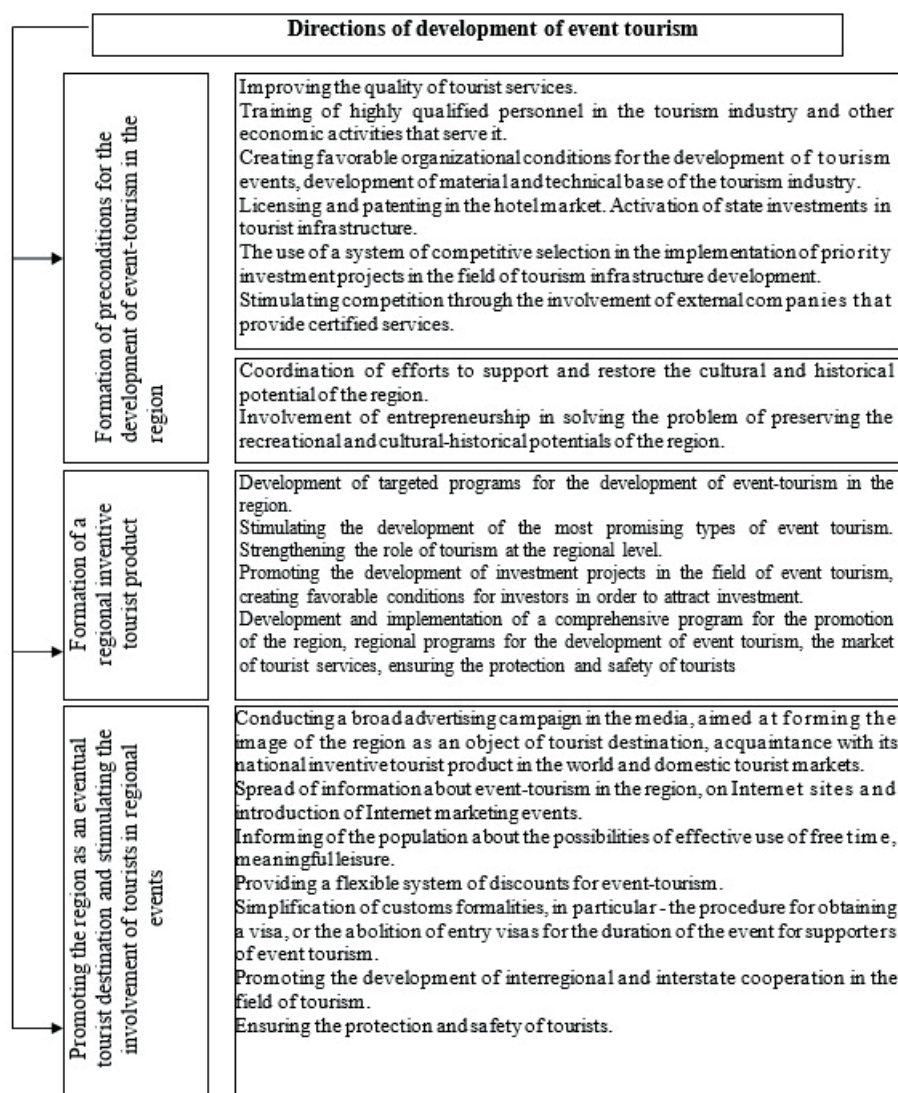 Directions of development of event tourism
Formation of preconditions for the
development of event-tourism in the
region
Improving the quality of tourist services.
Training of highly qualified personnel in the tourism industry and other
economic activities that serve it.
Creating favorable organizational conditions for the development of tourism
events, development of material and technical base of the tourism industry.
Licensing and patenting in the hotel market. Activation of state investments in
tourist infrastructure.
The use of a system of competitive selection in the implementation of priority
investment projects in the field of tourism infrastructure development.
Stimulating competition through the involvement of external companies that
provide certified services.
Coordination of efforts to support and restore the cultural and historical
potential of the region.
Involvement of entrepreneurship in solving the problem of preserving the
recreational and cultural-historical potentials of the region.
Formation of a
regional inventive
tourist product
Development of targeted programs for the development of event-tourism in the
region.
Stimulating the development of the most promising types of event tourism.
Strengthening the role of tourism at the regional level.
Promoting the development of investment projects in the field of event tourism,
creating favorable conditions for investors in order to attract investment.
Development and implementation of a comprehensive program for the promotion
of the region, regional programs for the development of event tourism, the market
of tourist services, ensuring the protection and safety of tourists
Promoting the region as an eventual
tourist destination and stimulating the
involvement of tourists in regional
events
Conducting a broad advertising campaign in the media, aimed at forming the
image of the region as an object of tourist destination, acquaintance with its
national inventive tourist product in the world and domestic tourist markets.
Spread of information about event-tourism in the region, on Internet sites and
introduction of Internet marketing events.
Informing of the population about the possibilities of effective use of free time,
meaningful leisure.
Providing a flexible system of discounts for event-tourism.
Simplification of customs formalities, in particular - the procedure for obtaining
a visa, or the abolition of entry visas for the duration of the event for supporters
of event tourism.
Promoting the development of interregional and interstate cooperation in the
field of tourism.
Ensuring the protection and safety of tourists.